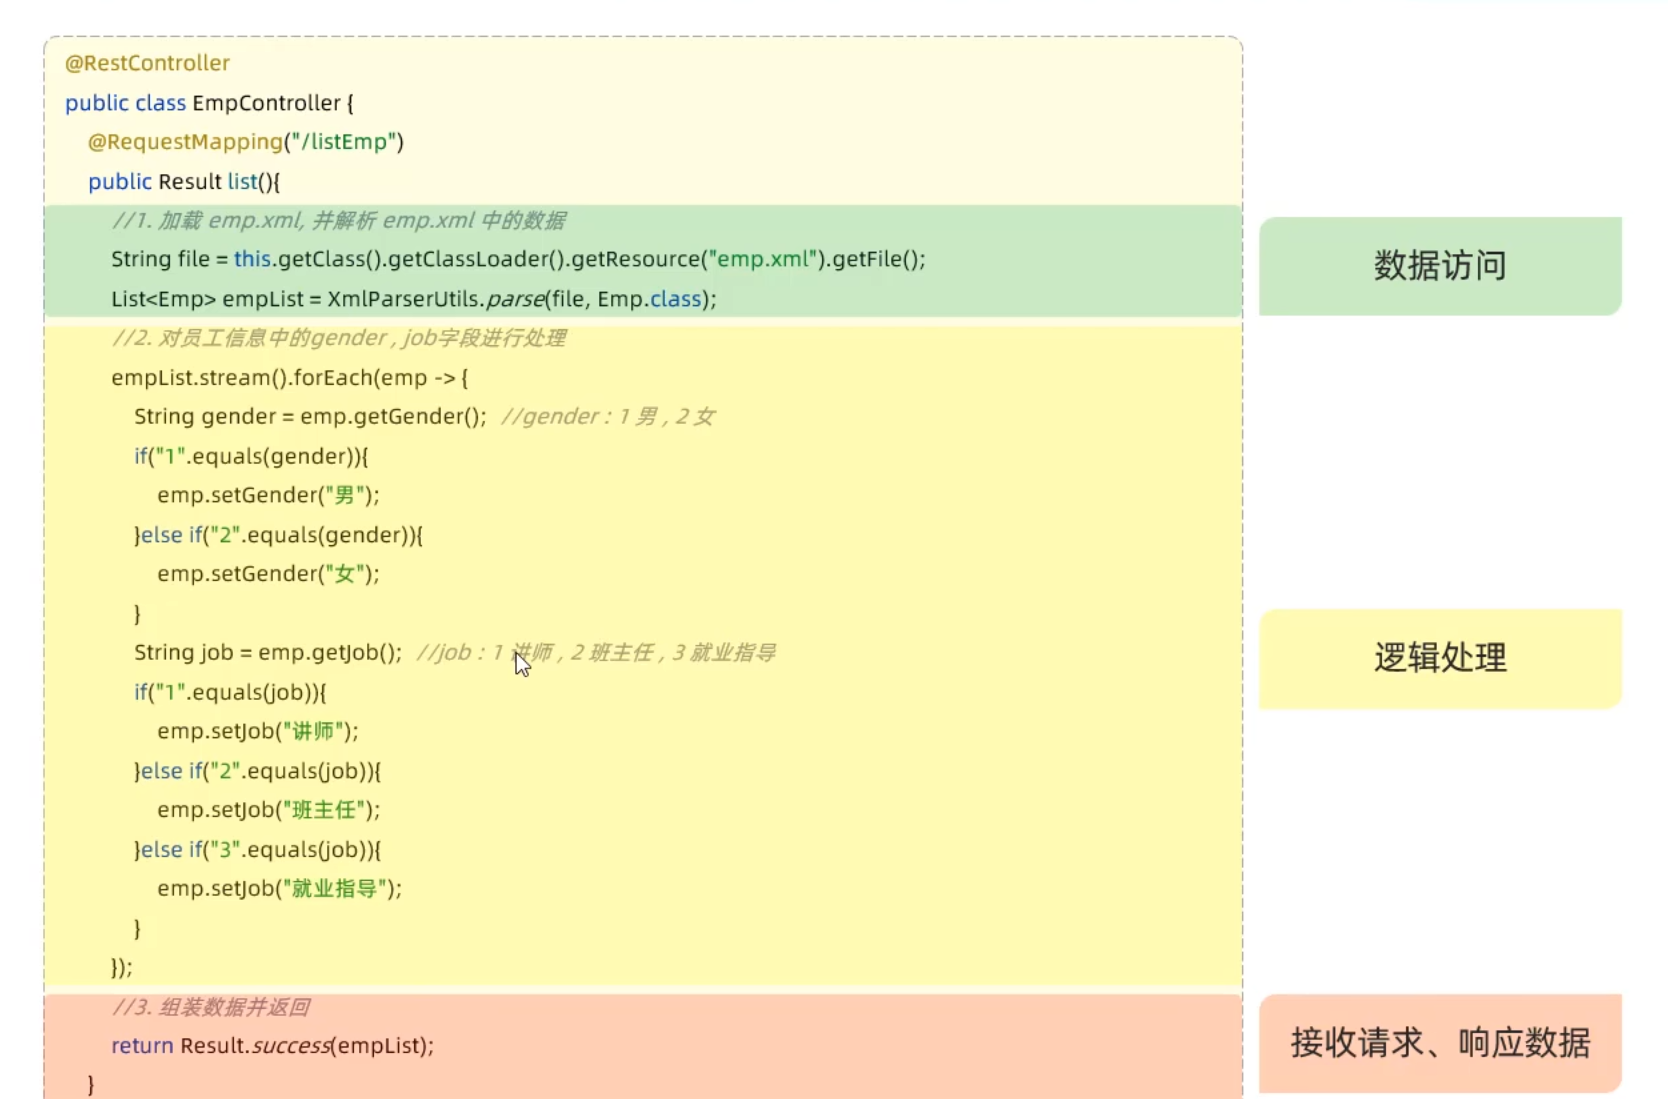 @RestController
public class EmpController {
@RequestMapping("/listEmp")
public Result list(){
//1. 加载 emp.xml, 并解析 emp.xml 中的数据
String file = this.getClass().getClassLoader().getResource("emp.xml").getFile();
List<Emp> empList = XmlParserUtils.parse(file, Emp.class);
数据访问
//2. 对员工信息中的gender , job字段进行处理
empList.stream().forEach(emp -> {
String gender = emp.getGender(); //gender : 1 男 , 2 女
if("1".equals(gender)){
emp.setGender("男");
}else if("2".equals(gender)){
emp.setGender("女");
}
String job = emp.getJob(); //job : 1 讲师 , 2 班主任 , 3 就业指导
if("1".equals(job)){
emp.setJob("讲师");
}else if("2".equals(job)){
emp.setJob("班主任");
}else if("3".equals(job)){
emp.setJob("就业指导");
}
});
逻辑处理
//3. 组装数据并返回
return Result.success(empList);
}
接收请求、响应数据